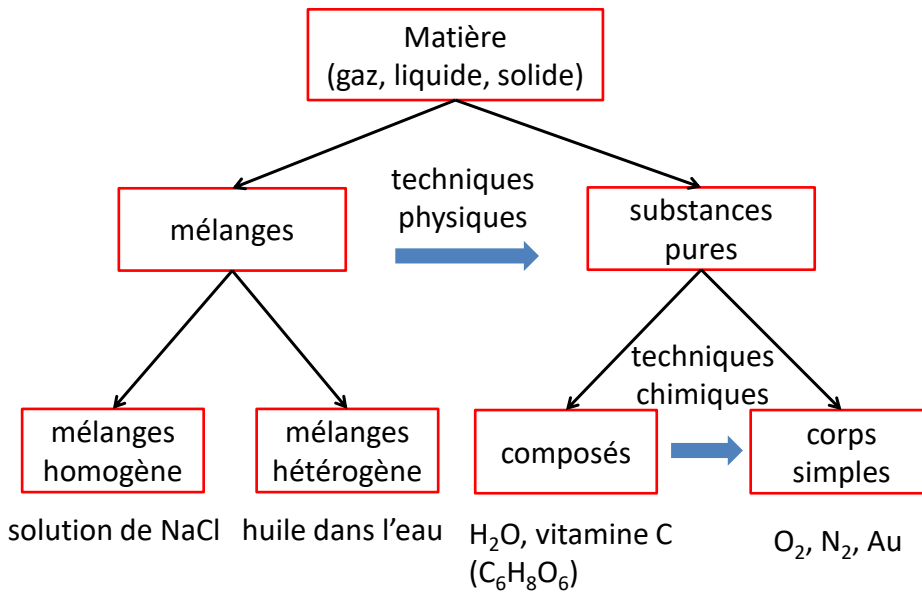 Matière
(gaz, liquide, solide)
techniques
physiques
mélanges
substances
pures
techniques
chimiques
mélanges
homogène
mélanges
hétérogène
composés
corps
simples
solution de NaCl
huile dans l’eau
H₂O, vitamine C
(C₆H₈O₆)
O₂, N₂, Au